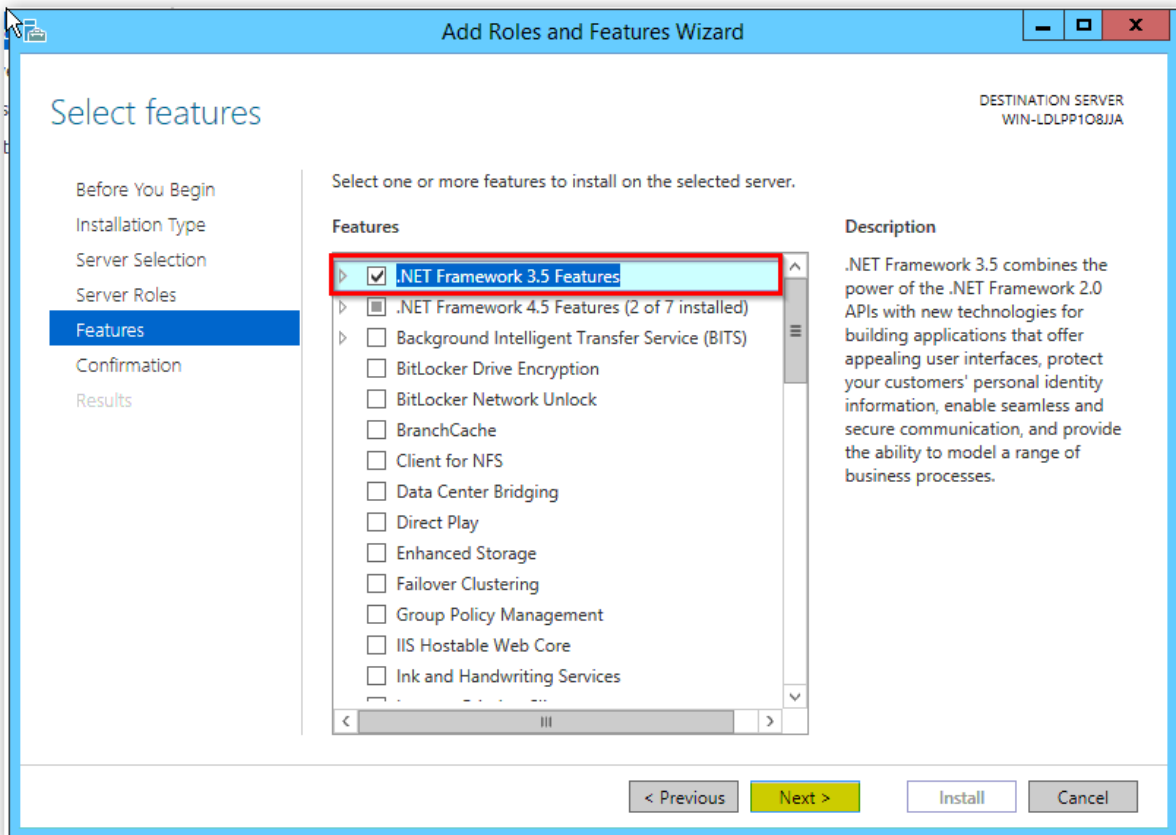 Add Roles and Features Wizard
Select features
DESTINATION SERVER
WIN-LDLPP1O8JJA
Before You Begin
Installation Type
Server Selection
Server Roles
Features
Confirmation
Results
Select one or more features to install on the selected server.
Features
.NET Framework 3.5 Features
.NET Framework 4.5 Features (2 of 7 installed)
Background Intelligent Transfer Service (BITS)
BitLocker Drive Encryption
BitLocker Network Unlock
BranchCache
Client for NFS
Data Center Bridging
Direct Play
Enhanced Storage
Failover Clustering
Group Policy Management
IIS Hostable Web Core
Ink and Handwriting Services
Description
.NET Framework 3.5 combines the
power of the .NET Framework 2.0
APIs with new technologies for
building applications that offer
appealing user interfaces, protect
your customers' personal identity
information, enable seamless and
secure communication, and provide
the ability to model a range of
business processes.
< Previous
Next >
Install
Cancel